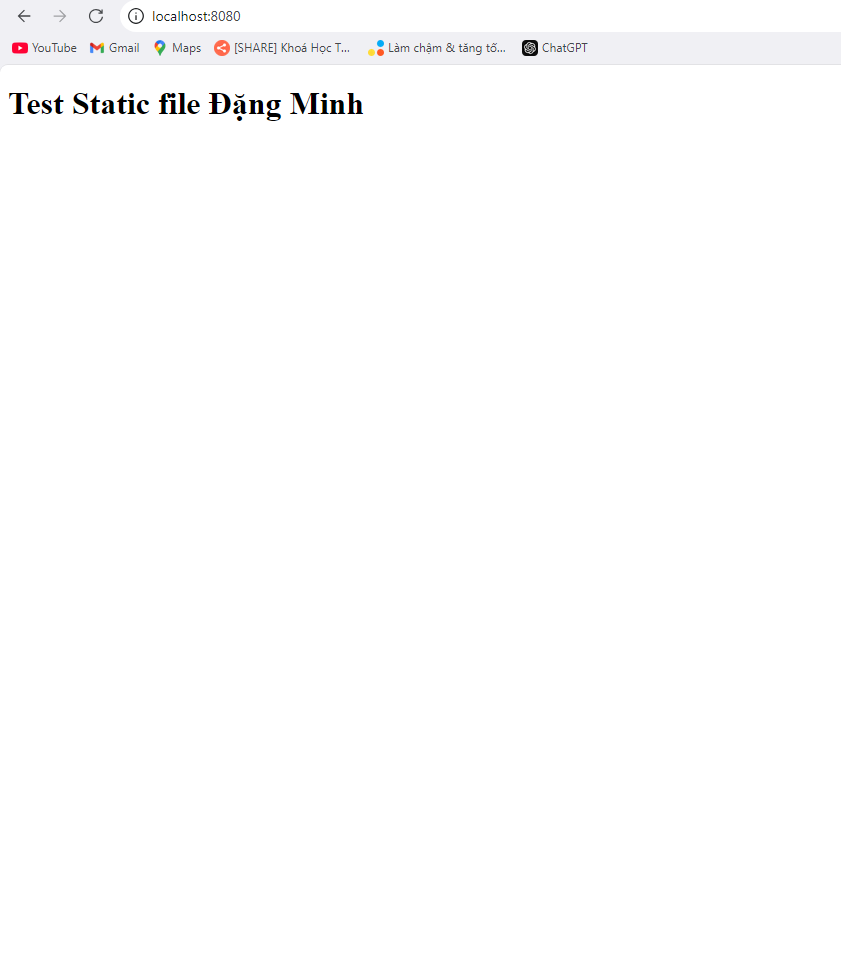 localhost:8080
YouTube Gmail Maps [SHARE] Khoá Học T... Làm chậm & tăng tố... ChatGPT
Test Static file Đặng Minh